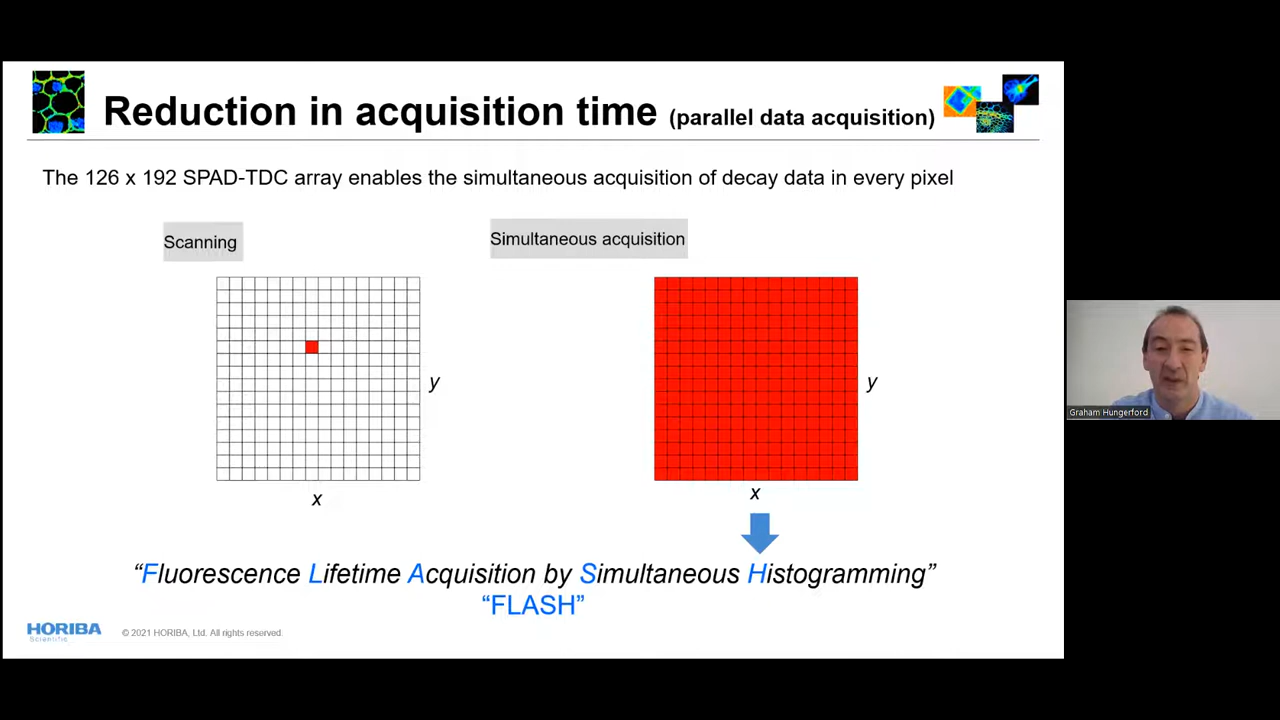 Reduction in acquisition time (parallel data acquisition)
The 126 x 192 SPAD-TDC array enables the simultaneous acquisition of decay data in every pixel
Scanning
Simultaneous acquisition
y
y
x
x
“Fluorescence Lifetime Acquisition by Simultaneous Histogramming”
“FLASH”
HORIBA
Scientific
© 2021 HORIBA, Ltd. All rights reserved.
Graham Hungerford